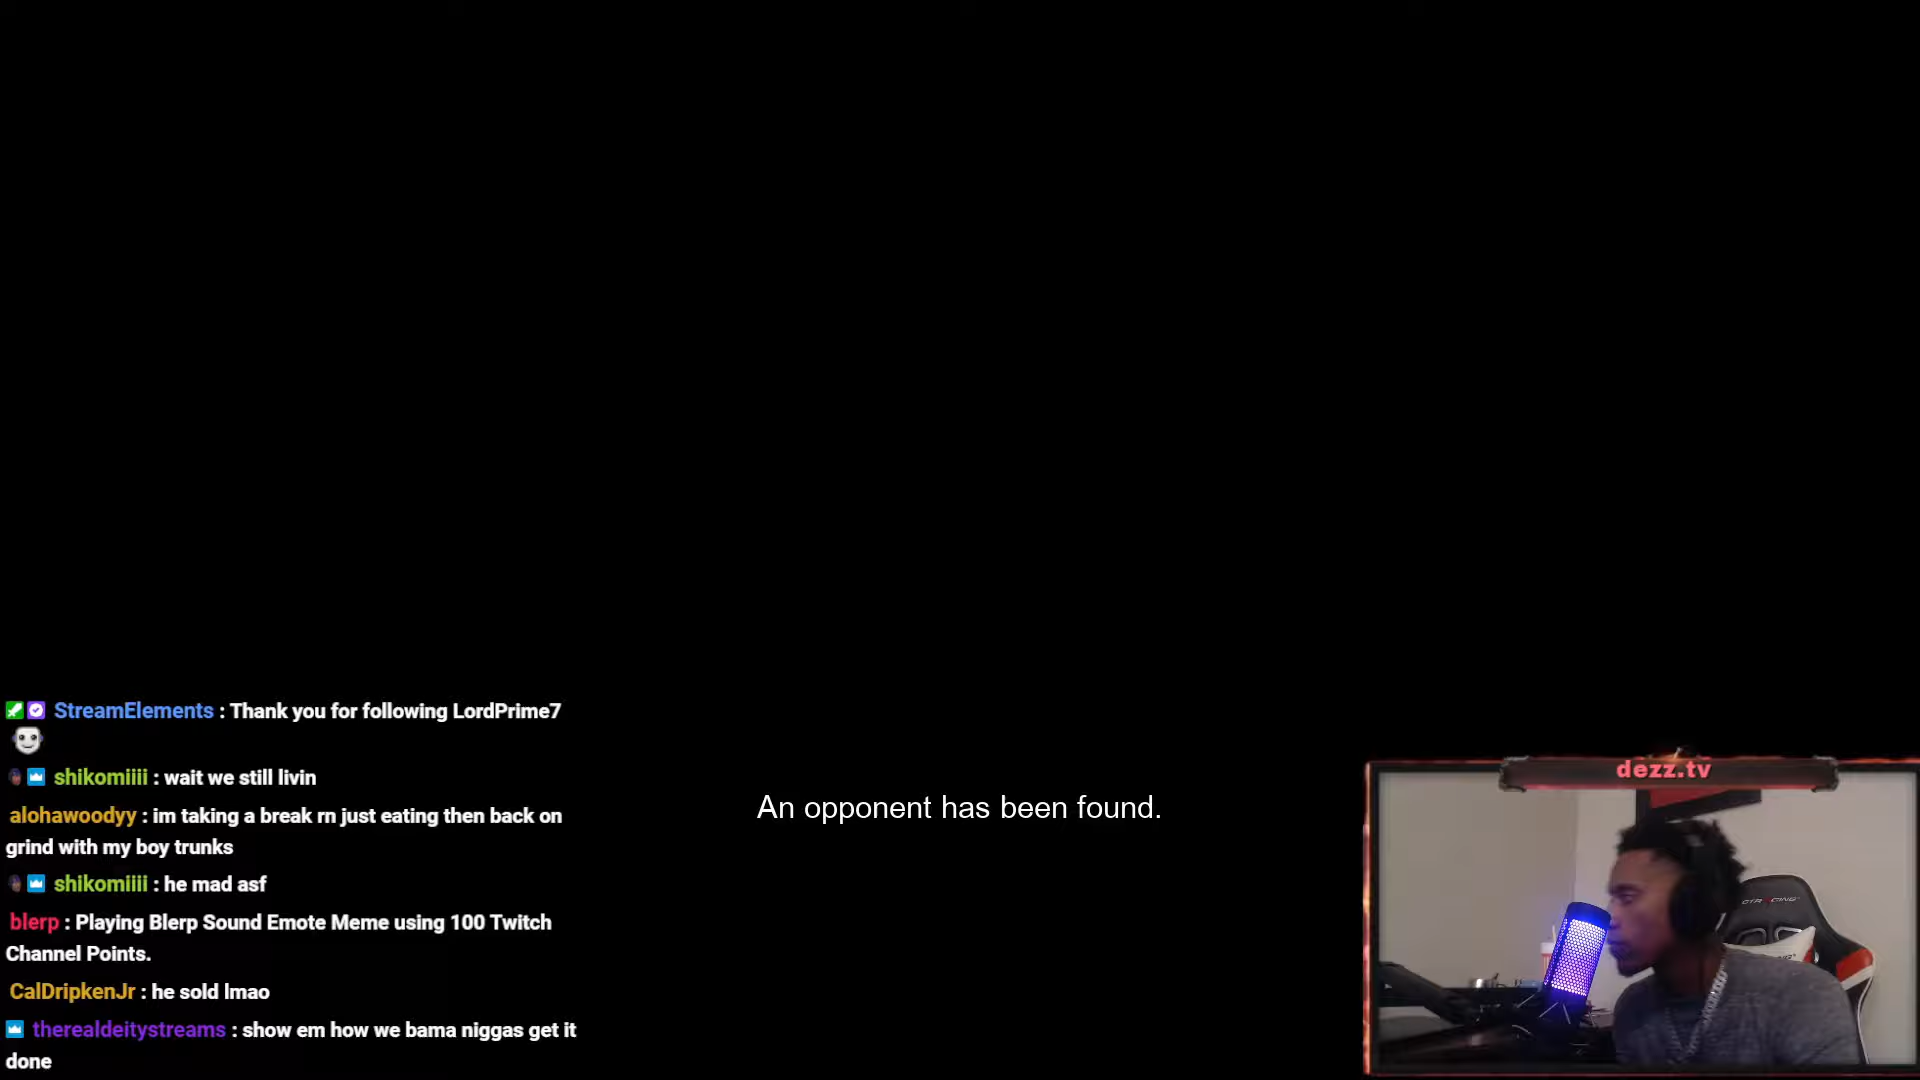 StreamElements : Thank you for following LordPrime7
shikomiiii : wait we still livin
alohawoodyy : im taking a break rn just eating then back on
grind with my boy trunks
shikomiiii : he mad asf
blerp : Playing Blerp Sound Emote Meme using 100 Twitch
Channel Points.
CalDripkenJr : he sold lmao
therealdeitystreams : show em how we bama niggas get it
done
An opponent has been found.
dezz.tv